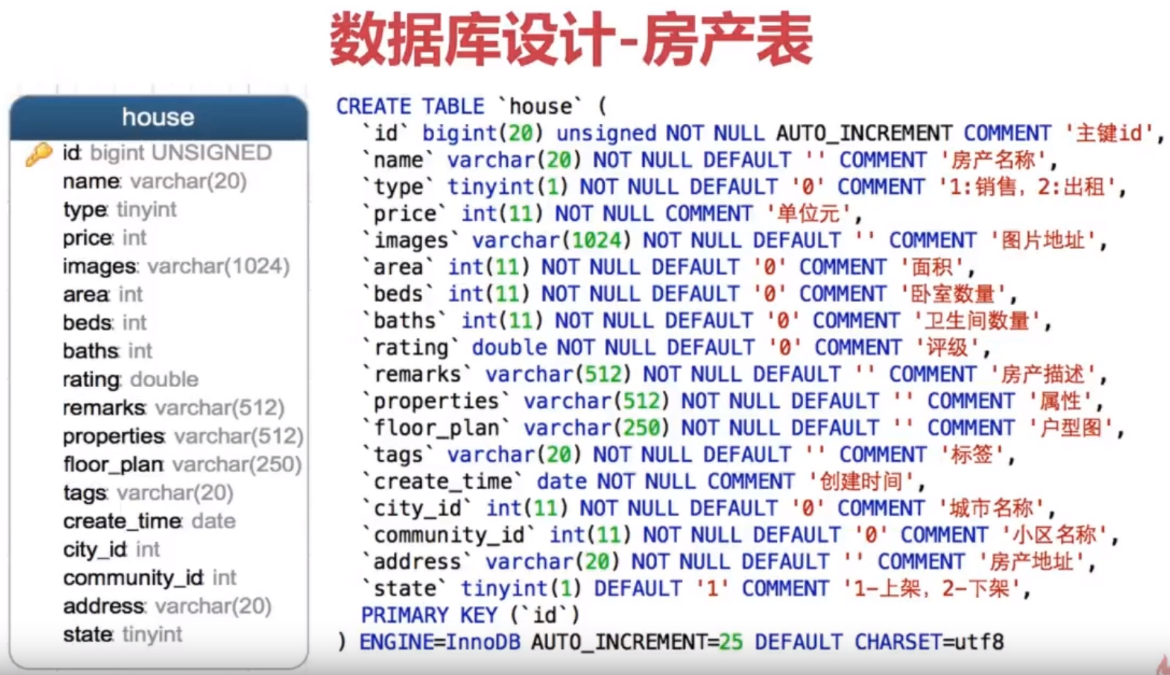 数据库设计-房产表
house
id: bigint UNSIGNED
name: varchar(20)
type: tinyint
price: int
images: varchar(1024)
area: int
beds: int
baths: int
rating: double
remarks: varchar(512)
properties: varchar(512)
floor_plan: varchar(250)
tags: varchar(20)
create_time: date
city_id: int
community_id: int
address: varchar(20)
state: tinyint
CREATE TABLE `house` (
`id` bigint(20) unsigned NOT NULL AUTO_INCREMENT COMMENT '主键id',
`name` varchar(20) NOT NULL DEFAULT '' COMMENT '房产名称',
`type` tinyint(1) NOT NULL DEFAULT '0' COMMENT '1:销售，2:出租',
`price` int(11) NOT NULL COMMENT '单位元',
`images` varchar(1024) NOT NULL DEFAULT '' COMMENT '图片地址',
`area` int(11) NOT NULL DEFAULT '0' COMMENT '面积',
`beds` int(11) NOT NULL DEFAULT '0' COMMENT '卧室数量',
`baths` int(11) NOT NULL DEFAULT '0' COMMENT '卫生间数量',
`rating` double NOT NULL DEFAULT '0' COMMENT '评级',
`remarks` varchar(512) NOT NULL DEFAULT '' COMMENT '房产描述',
`properties` varchar(512) NOT NULL DEFAULT '' COMMENT '属性',
`floor_plan` varchar(250) NOT NULL DEFAULT '' COMMENT '户型图',
`tags` varchar(20) NOT NULL DEFAULT '' COMMENT '标签',
`create_time` date NOT NULL COMMENT '创建时间',
`city_id` int(11) NOT NULL DEFAULT '0' COMMENT '城市名称',
`community_id` int(11) NOT NULL DEFAULT '0' COMMENT '小区名称',
`address` varchar(20) NOT NULL DEFAULT '' COMMENT '房产地址',
`state` tinyint(1) DEFAULT '1' COMMENT '1-上架，2-下架',
PRIMARY KEY (`id`)
) ENGINE=InnoDB AUTO_INCREMENT=25 DEFAULT CHARSET=utf8